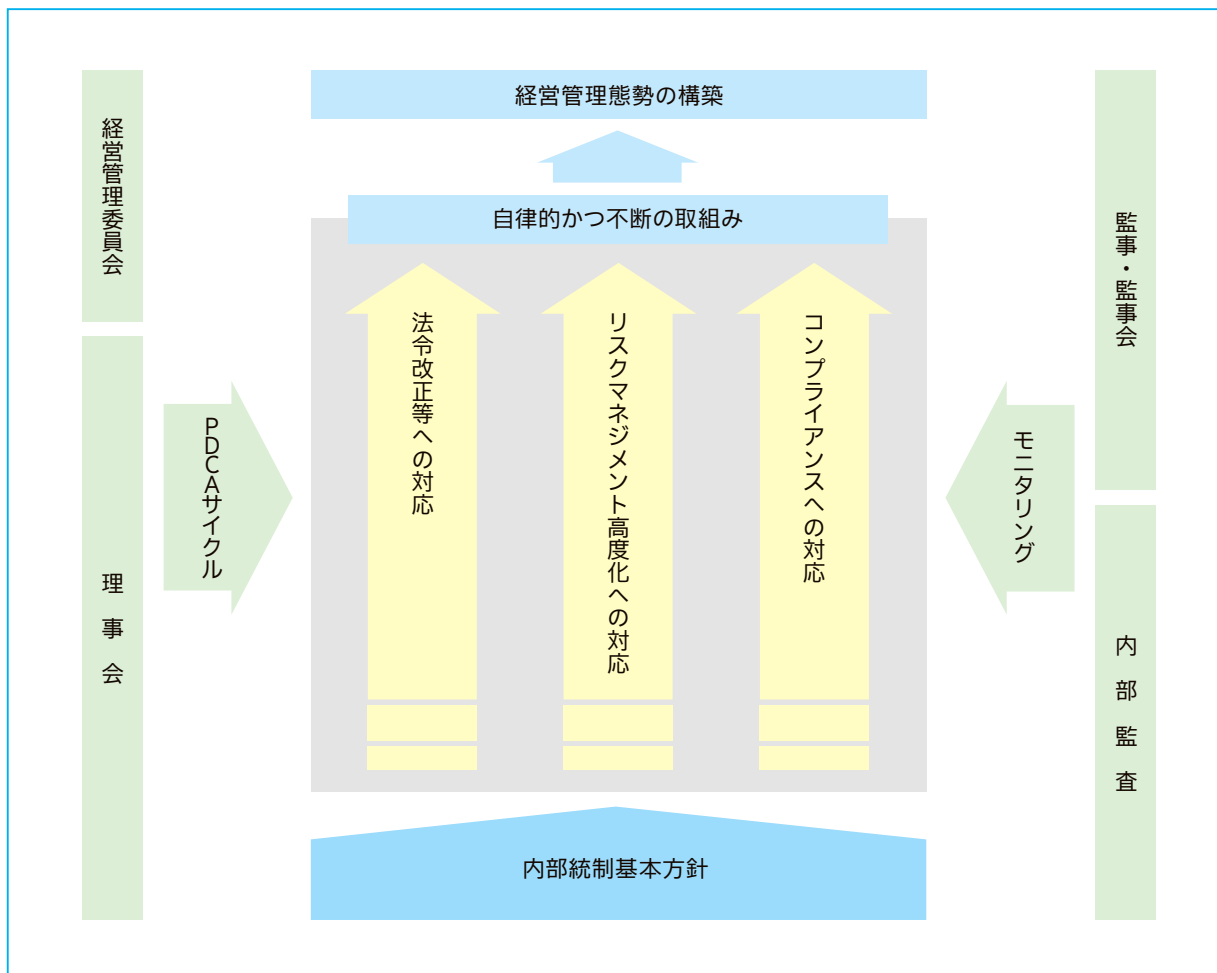 経営管理態勢の構築
自律的かつ不断の取組み
経営管理委員会
理事会
PDCAサイクル
法令改正等への対応
リスクマネジメント高度化への対応
コンプライアンスへの対応
モニタリング
監事・監事会
内部監査
内部統制基本方針